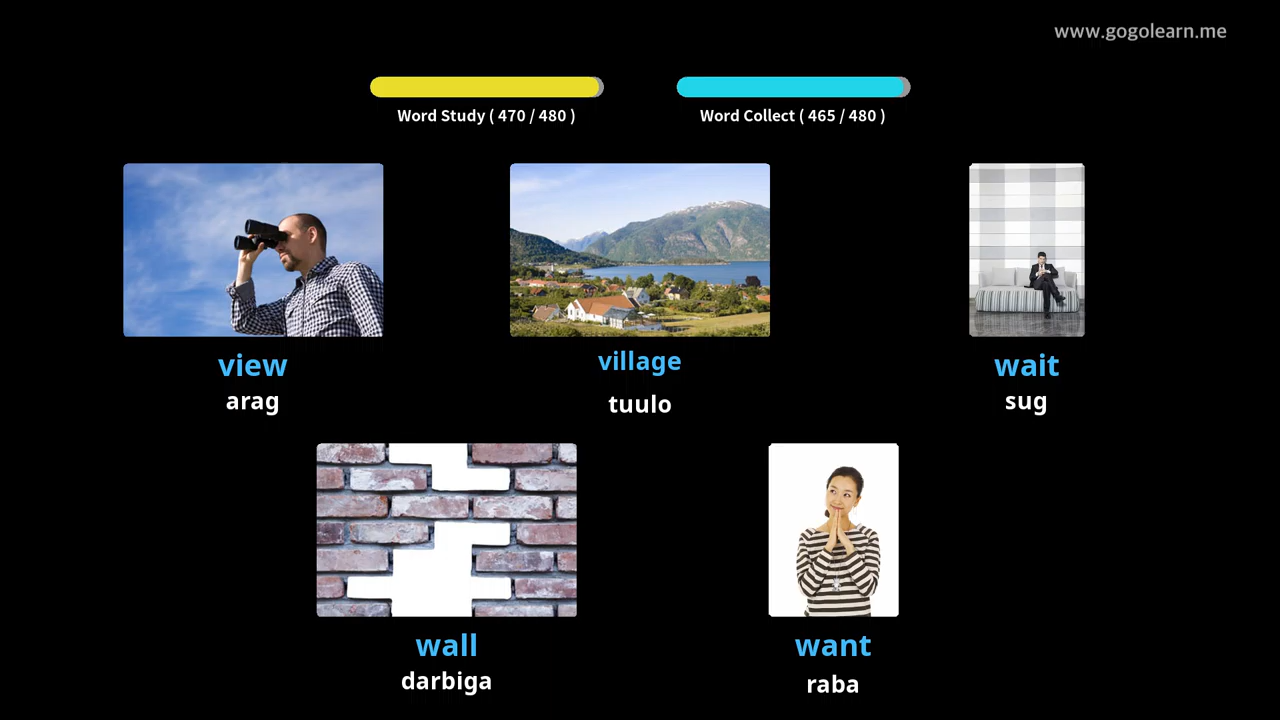 www.gogolearn.me
Word Study ( 470 / 480 )
Word Collect ( 465 / 480 )
view
arag
village
tuulo
wait
sug
wall
darbiga
want
raba